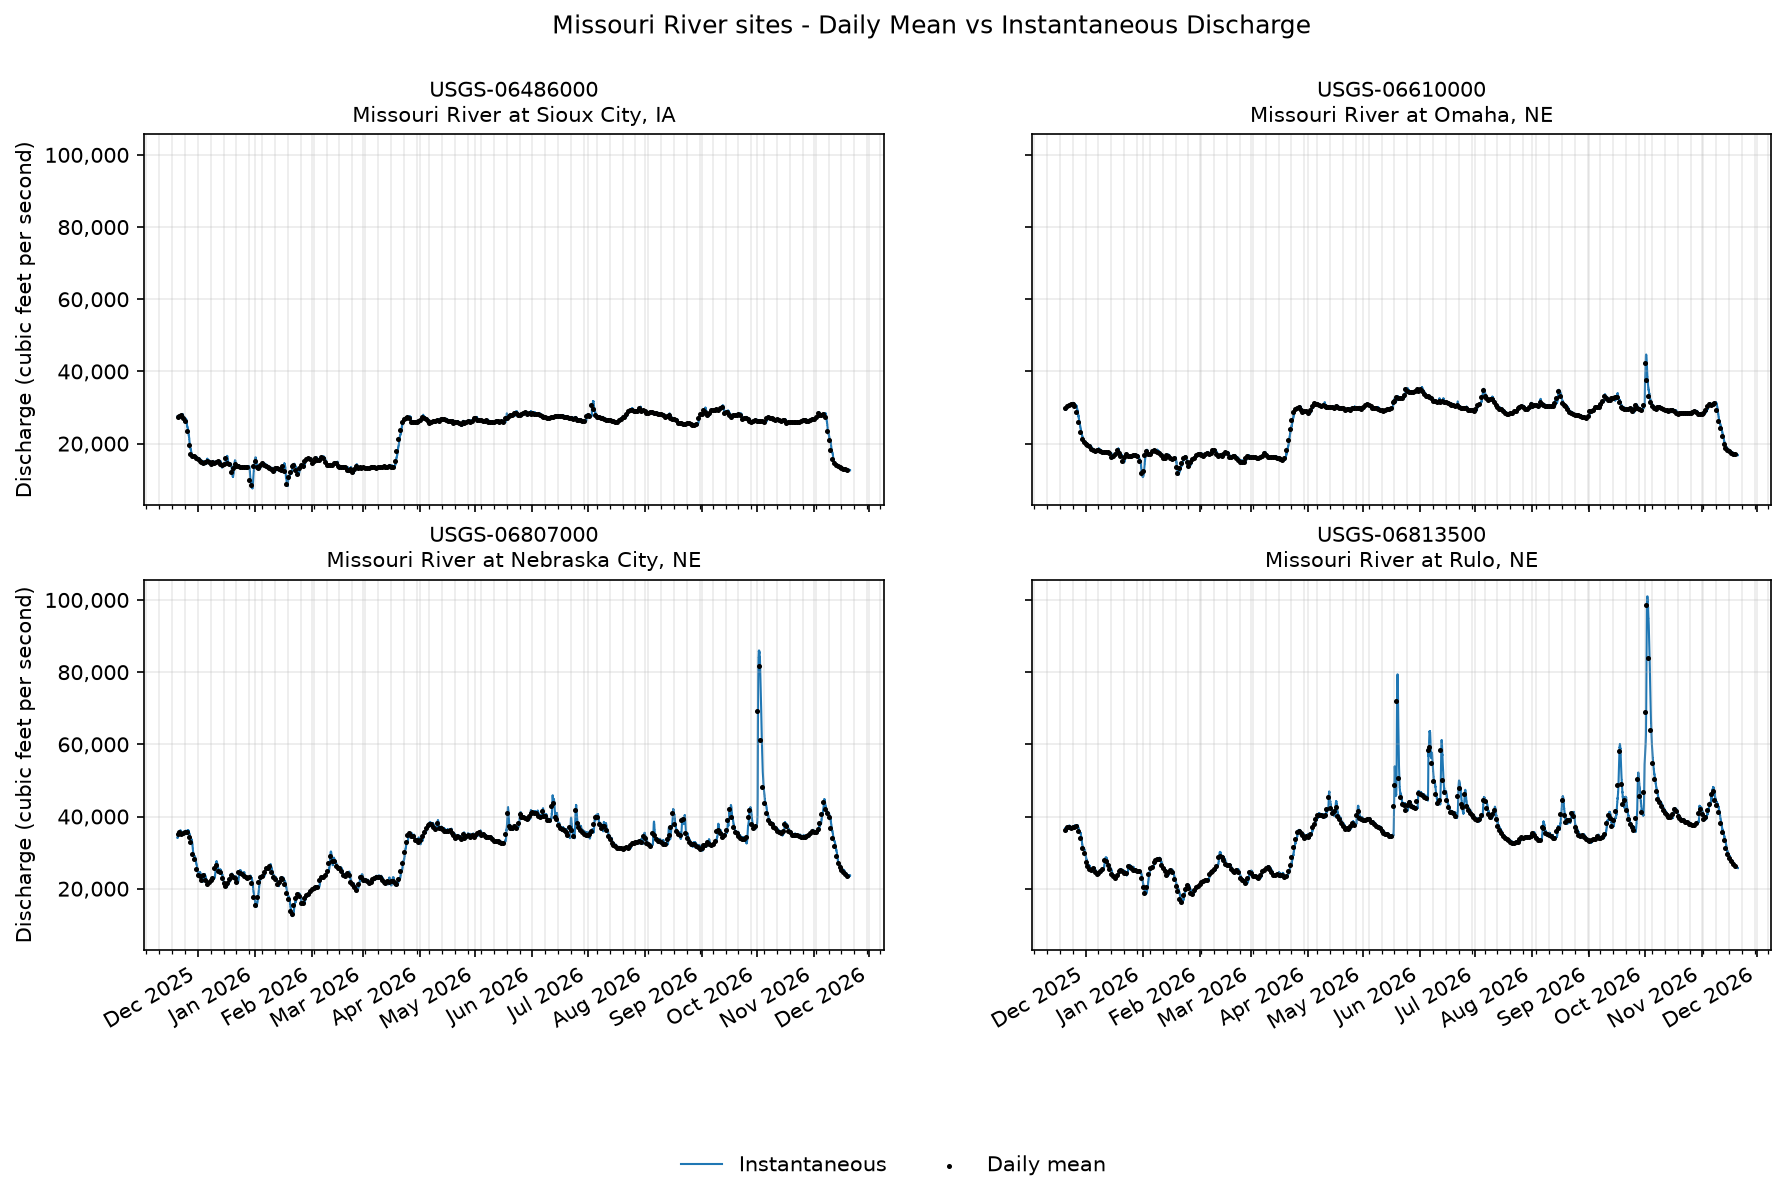 Missouri River sites - Daily Mean vs Instantaneous Discharge
USGS-06486000
Missouri River at Sioux City, IA
Discharge (cubic feet per second)
100,000
80,000
60,000
40,000
20,000
USGS-06610000
Missouri River at Omaha, NE
USGS-06807000
Missouri River at Nebraska City, NE
Discharge (cubic feet per second)
100,000
80,000
60,000
40,000
20,000
Dec 2025
Jan 2026
Feb 2026
Mar 2026
Apr 2026
May 2026
Jun 2026
Jul 2026
Aug 2026
Sep 2026
Oct 2026
Nov 2026
Dec 2026
USGS-06813500
Missouri River at Rulo, NE
Dec 2025
Jan 2026
Feb 2026
Mar 2026
Apr 2026
May 2026
Jun 2026
Jul 2026
Aug 2026
Sep 2026
Oct 2026
Nov 2026
Dec 2026
Instantaneous
Daily mean